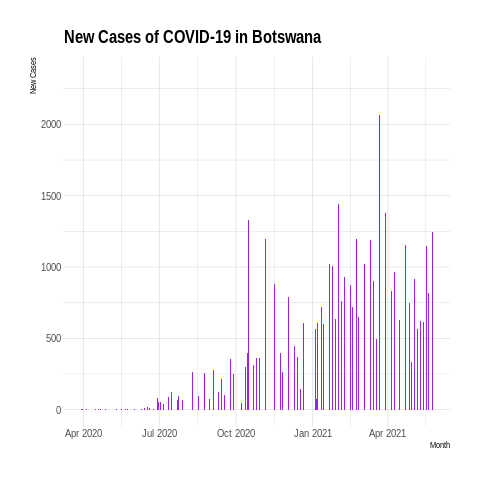 New Cases of COVID-19 in Botswana
New Cases
2000
1500
1000
500
0
Apr 2020 Jul 2020 Oct 2020 Jan 2021 Apr 2021
Month